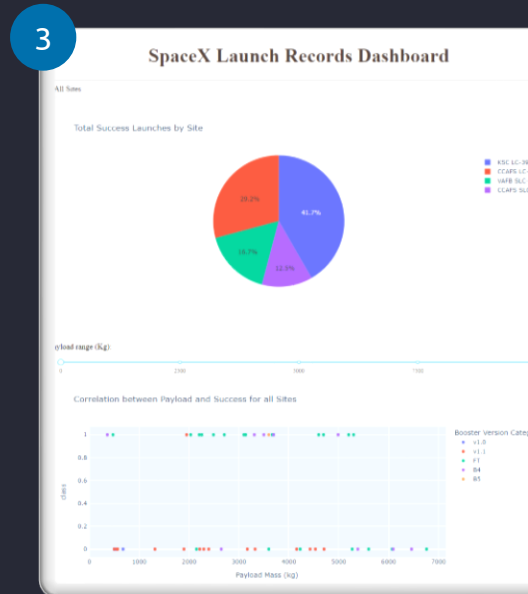 3
SpaceX Launch Records Dashboard
All Sites
Total Success Launches by Site
KSC LC-39
CCAFS LC-
VAFB SLC
CCAFS SL
41.7%
29.2%
16.7%
12.5%
yload range (Kg)
0
2500
5000
7500
Correlation between Payload and Success for all Sites
Booster Version Categ
v1.0
v1.1
FT
B4
B5
class
1
0.8
0.6
0.4
0.2
0
0 1000 2000 3000 4000 5000 6000 7000
Payload Mass (kg)